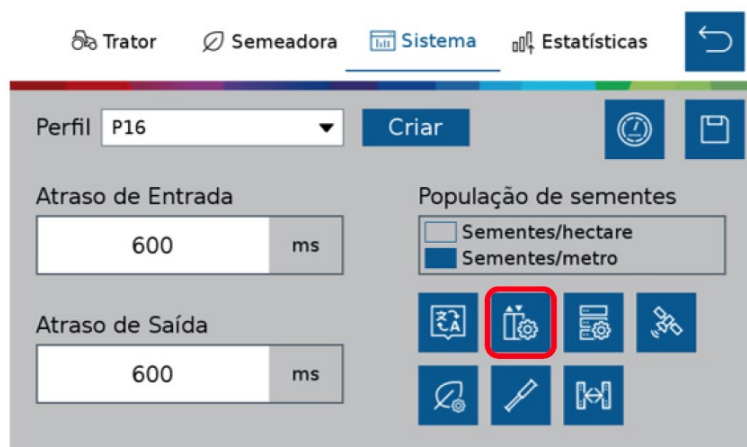 Trator
Semeadora
Sistema
Estatísticas
Perfil
P16
Criar
Atraso de Entrada
600
ms
População de sementes
Sementes/hectare
Sementes/metro
Atraso de Saída
600
ms